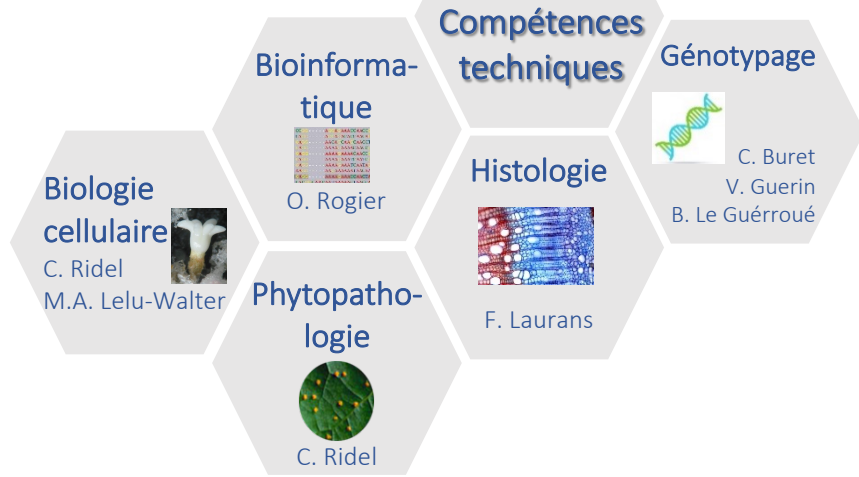 Compétences
techniques
Bioinforma-
tique
O. Rogier
Génotypage
C. Buret
V. Guerin
B. Le Guérroué
Biologie
cellulaire
C. Ridel
M.A. Lelu-Walter
Histologie
F. Laurans
Phytopatho-
logie
C. Ridel